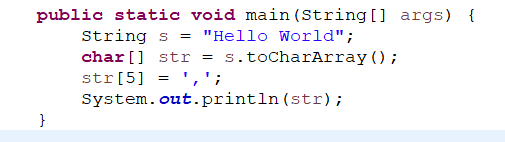 public static void main(String[] args) {
String s = "Hello World";
char[] str = s.toCharArray();
str[5] = ',';
System.out.println(str);
}